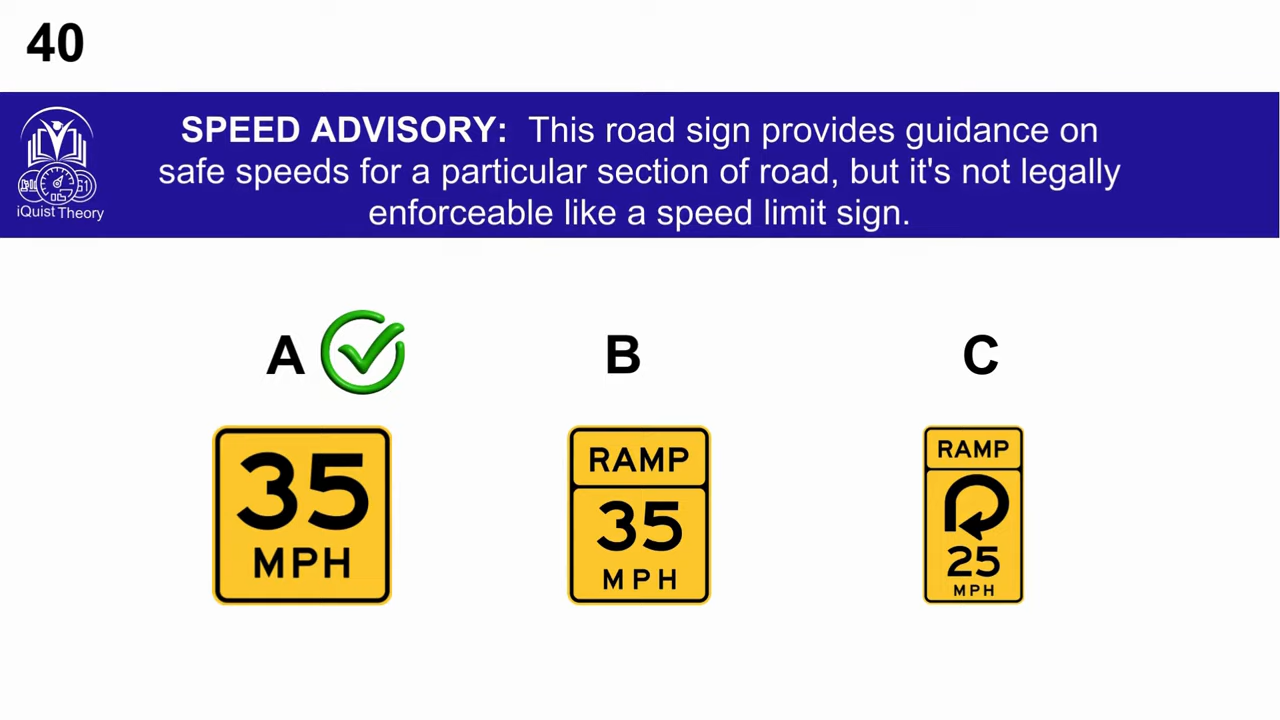 40
SPEED ADVISORY: This road sign provides guidance on
safe speeds for a particular section of road, but it's not legally
enforceable like a speed limit sign.
iQuist Theory
A
B
C
35
MPH
RAMP
35
MPH
RAMP
25
MPH